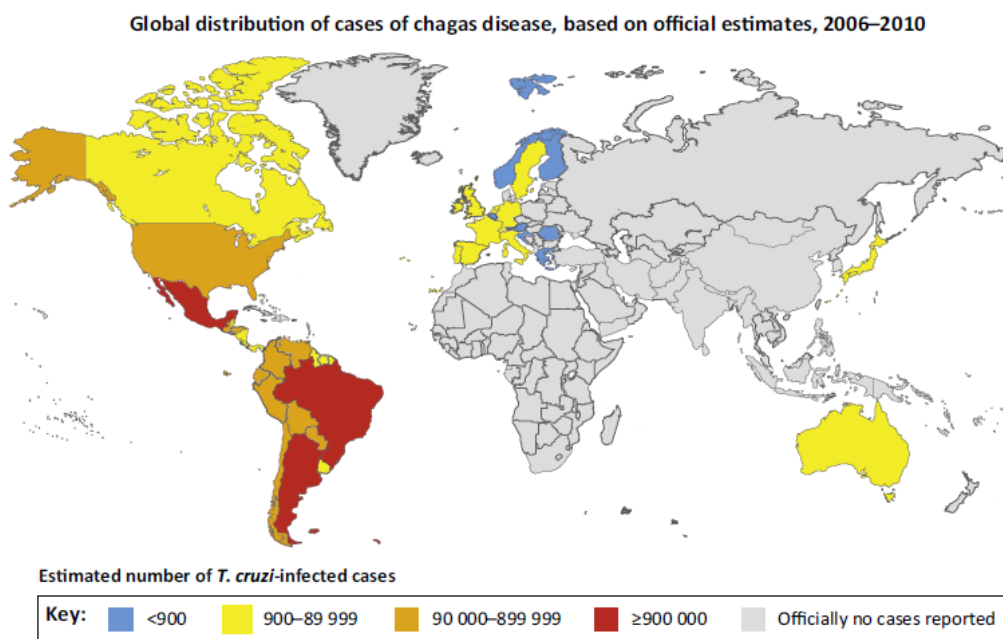 Global distribution of cases of chagas disease, based on official estimates, 2006–2010
Estimated number of T. cruzi-infected cases
Key: <900 900–89 999 90 000–899 999 ≥900 000 Officially no cases reported